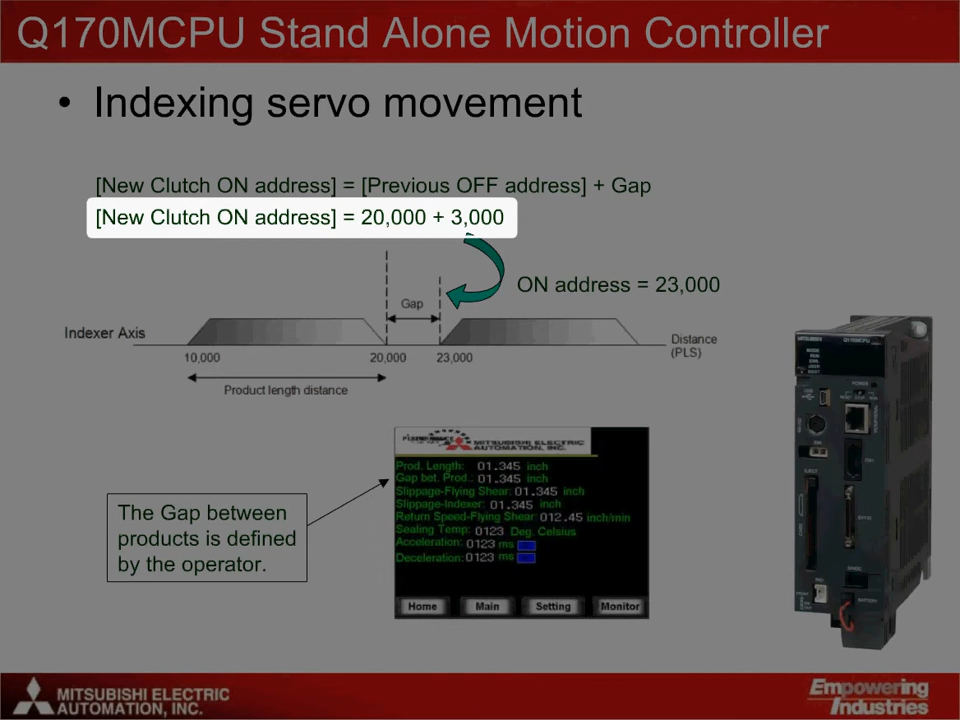 Q170MCPU Stand Alone Motion Controller
• Indexing servo movement
[New Clutch ON address] = [Previous OFF address] + Gap
[New Clutch ON address] = 20,000 + 3,000
ON address = 23,000
Gap
Indexer Axis
Distance
(PLS)
10,000
20,000
23,000
Product length distance
MITSUBISHI
Q170MCPU
MITSUBISHI ELECTRIC
AUTOMATION, INC.
Prod. Length: 01.345 inch
Gap bet. Prod.: 01.345 inch
Slippage-Flying Shear: 01.345 inch
Slippage-Indexer: 01.345 inch
Return Speed-Flying Shear 012.45 inch/min
Sealing Temp: 0123 Deg. Celsius
Acceleration: 0123 ms
Deceleration: 0123 ms
Home Main Setting Monitor
The Gap between
products is defined
by the operator.
MITSUBISHI ELECTRIC
AUTOMATION, INC.
Empowering
Industries